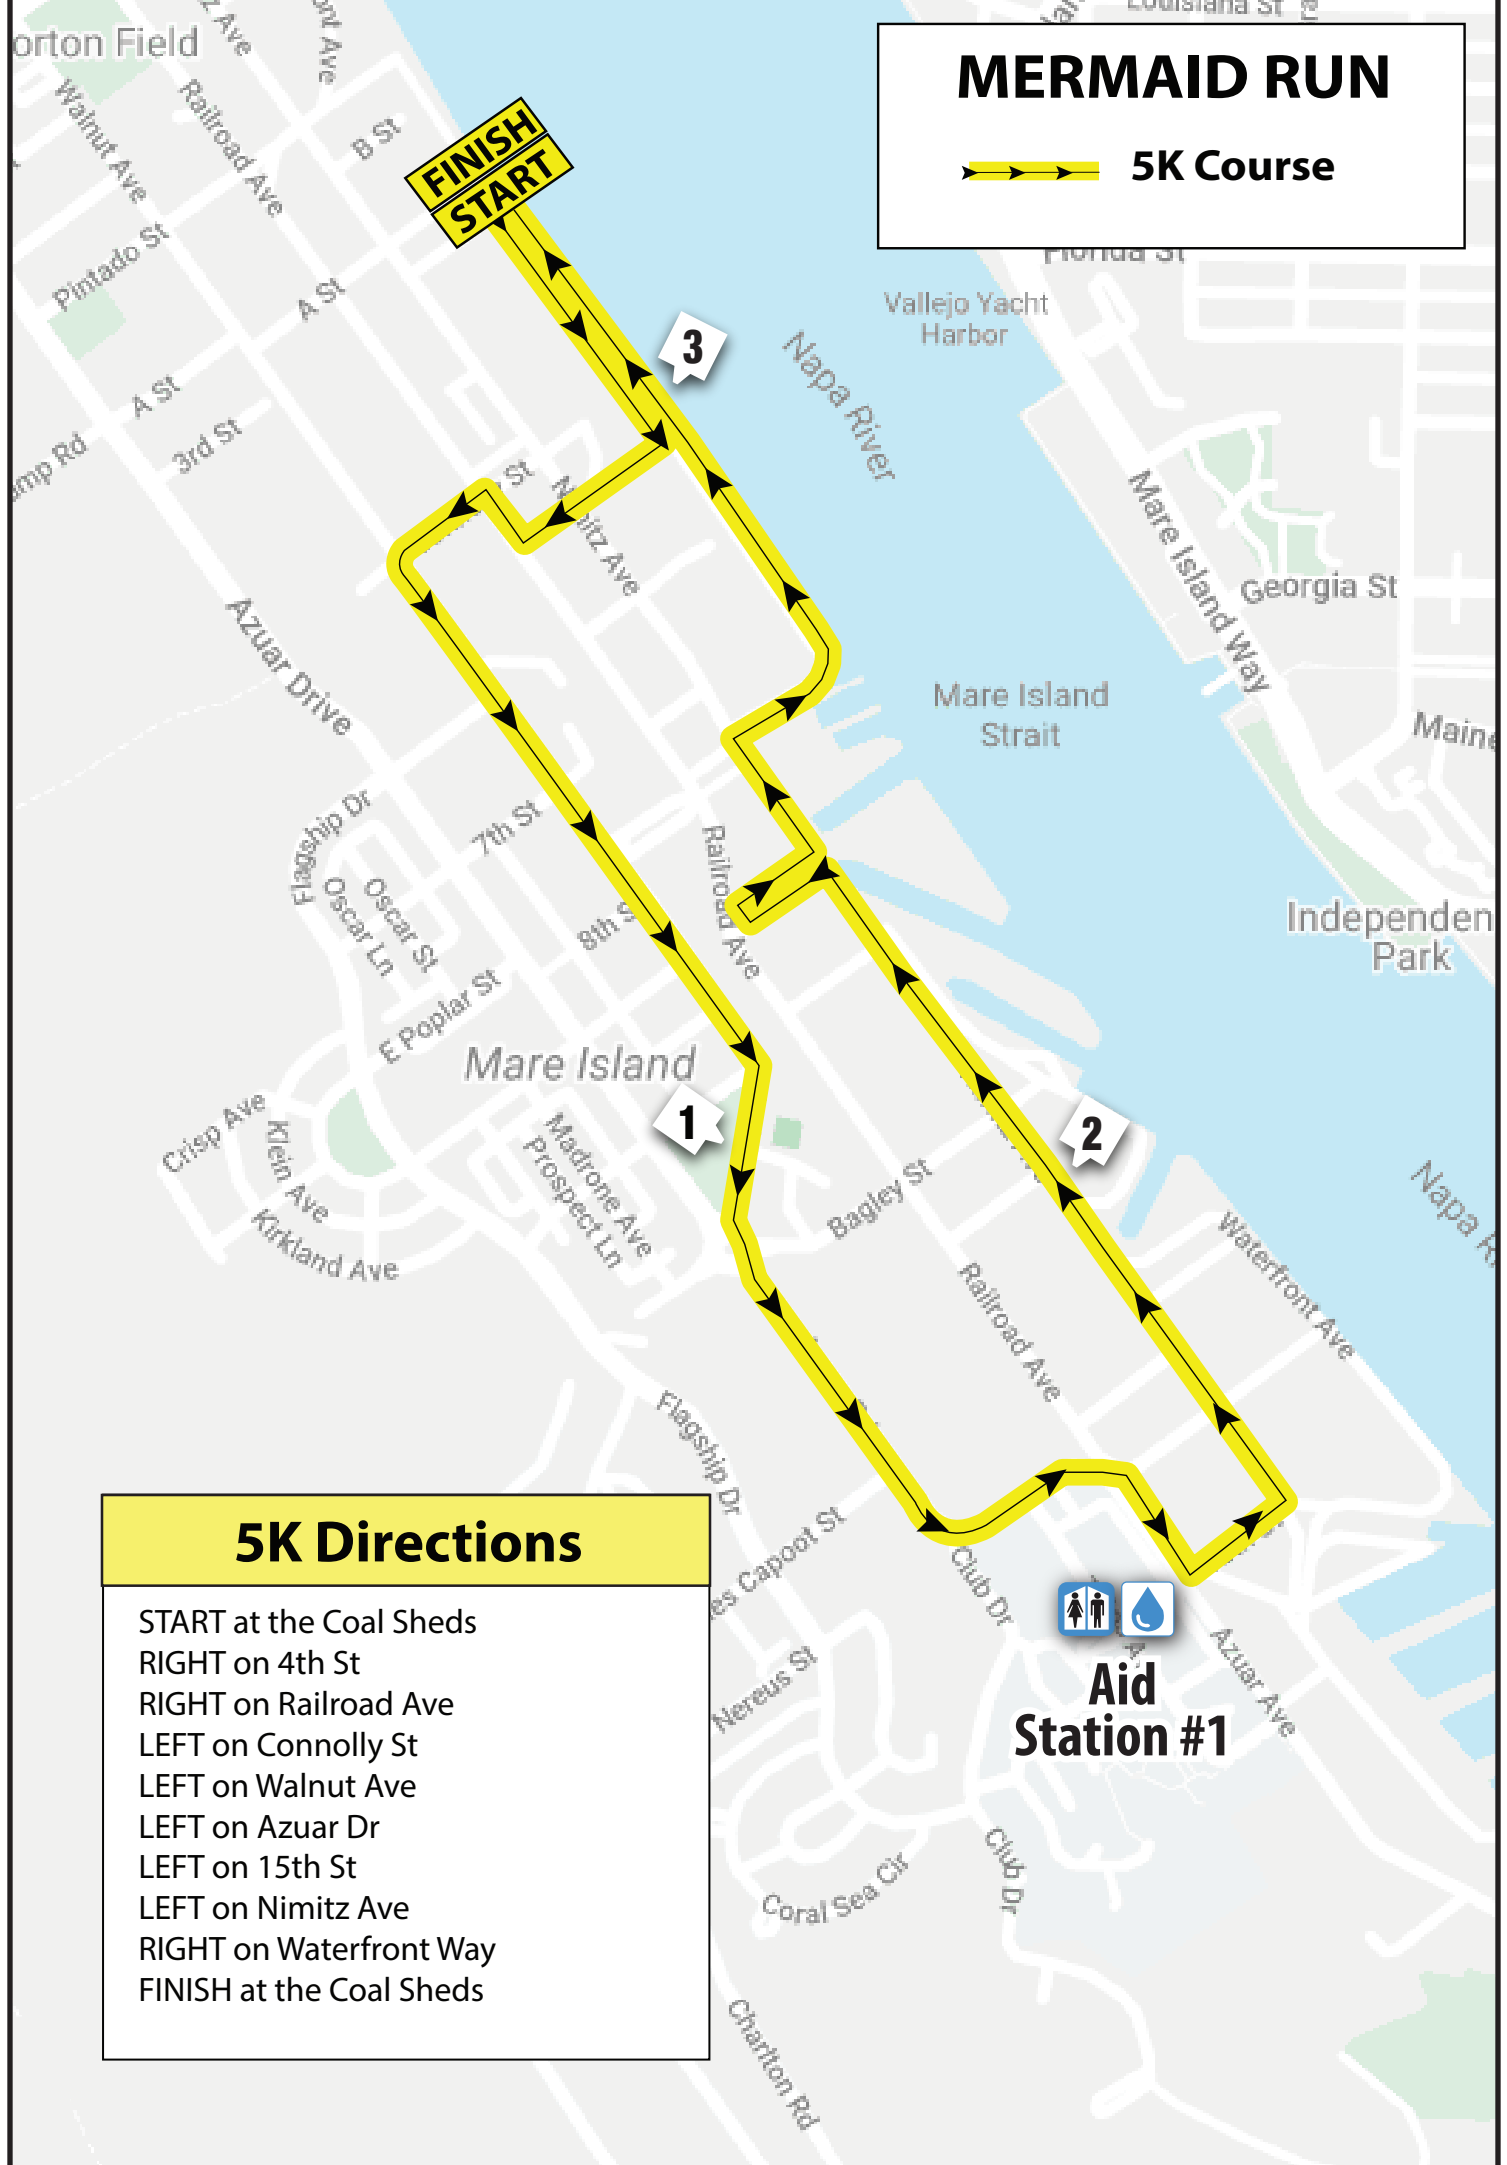 Louisiana St
orton Field
MERMAID RUN
5K Course
Walnut Ave
Railroad Ave
B St
FINISH
START
Pintado St
A St
Florida St
Vallejo Yacht
Harbor
Napa River
3
A St
3rd St
Mare Island Way
Georgia St
Azuar Drive
Mare Island
Strait
Flagship Dr
7th St
Oscar St
Oscar Ln
8th S
Railroad Ave
E Poplar St
Independen
Park
Mare Island
1
2
Crisp Ave
Klein Ave
Kirkland Ave
Madrone Ave
Prospect Ln
Bagley St
Waterfront Ave
Railroad Ave
Flagship Dr
Club Dr
Nereus St
Azuar Ave
Aid
Station #1
Coral Sea Cir
Club Dr
Charlton Rd
5K Directions
START at the Coal Sheds
RIGHT on 4th St
RIGHT on Railroad Ave
LEFT on Connolly St
LEFT on Walnut Ave
LEFT on Azuar Dr
LEFT on 15th St
LEFT on Nimitz Ave
RIGHT on Waterfront Way
FINISH at the Coal Sheds